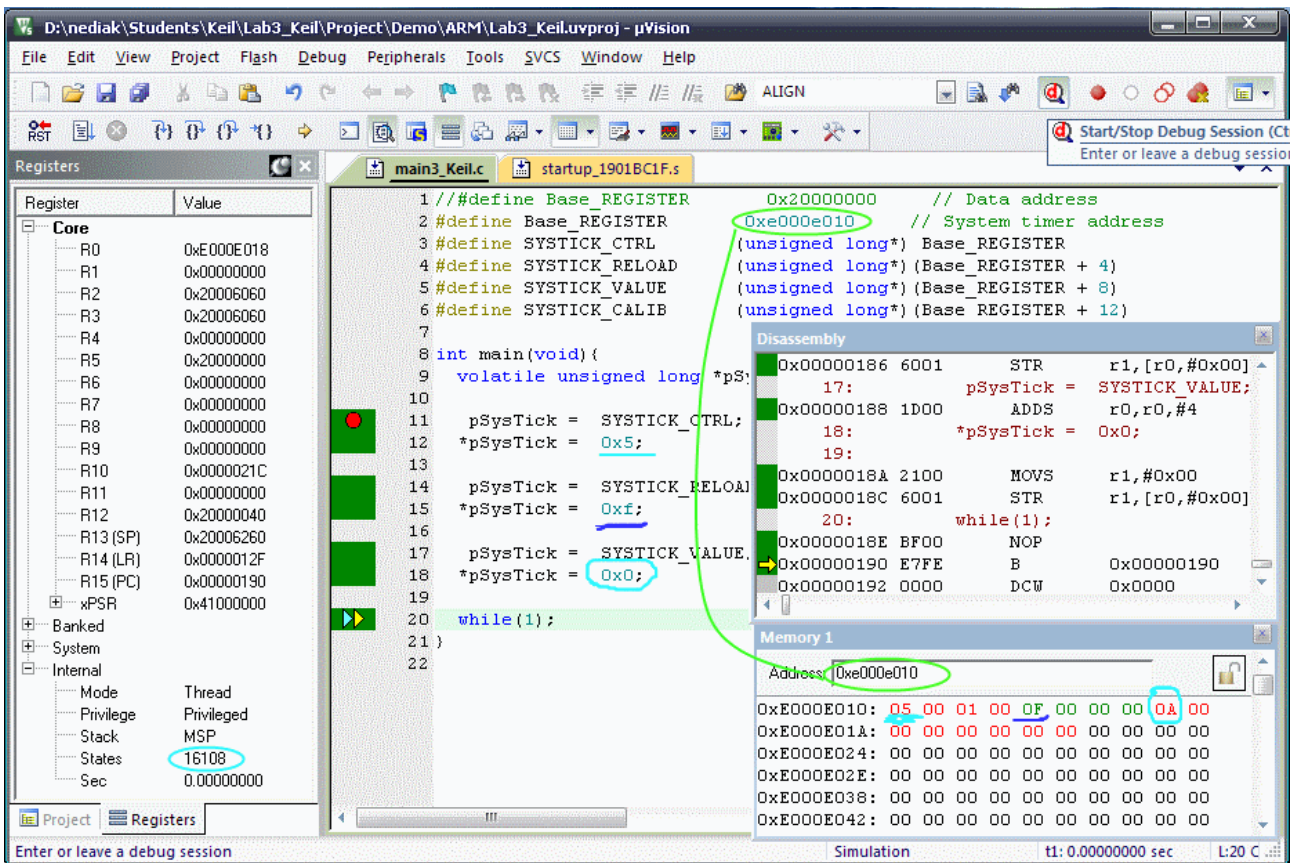 D:\nediak\Students\Keil\Lab3_Keil\Project\Demo\ARM\Lab3_Keil.uvproj - µVision
File Edit View Project Flash Debug Peripherals Tools SVCS Window Help
ALIGN
RST
Start/Stop Debug Session (Ct
Enter or leave a debug session
Registers
main3_Keil.c startup_1901BC1F.s
Register Value
Core
R0 0xE000E018
R1 0x00000000
R2 0x20006060
R3 0x20006060
R4 0x00000000
R5 0x20000000
R6 0x00000000
R7 0x00000000
R8 0x00000000
R9 0x00000000
R10 0x0000021C
R11 0x00000000
R12 0x20000040
R13 (SP) 0x20006260
R14 (LR) 0x0000012F
R15 (PC) 0x00000190
xPSR 0x41000000
Banked
System
Internal
Mode Thread
Privilege Privileged
Stack MSP
States 16108
Sec 0.00000000
Project Registers
1 //#define Base_REGISTER 0x20000000 // Data address
2 #define Base_REGISTER 0xe000e010 // System timer address
3 #define SYSTICK_CTRL (unsigned long*) Base_REGISTER
4 #define SYSTICK_RELOAD (unsigned long*)(Base_REGISTER + 4)
5 #define SYSTICK_VALUE (unsigned long*)(Base_REGISTER + 8)
6 #define SYSTICK_CALIB (unsigned long*)(Base_REGISTER + 12)
7
8 int main(void){
9 volatile unsigned long *pSy
10
11 pSysTick = SYSTICK_CTRL;
12 *pSysTick = 0x5;
13
14 pSysTick = SYSTICK_RELOAD
15 *pSysTick = 0xf;
16
17 pSysTick = SYSTICK_VALUE
18 *pSysTick = 0x0;
19
20 while(1);
21 }
22
Disassembly
0x00000186 6001 STR r1,[r0,#0x00]
17: pSysTick = SYSTICK_VALUE;
0x00000188 1D00 ADDS r0,r0,#4
18: *pSysTick = 0x0;
19:
0x0000018A 2100 MOVS r1,#0x00
0x0000018C 6001 STR r1,[r0,#0x00]
20: while(1);
0x0000018E BF00 NOP
0x00000190 E7FE B 0x00000190
0x00000192 0000 DCW 0x0000
Memory 1
Address: 0xe000e010
0xE000E010: 05 00 01 00 0F 00 00 00 0A 00
0xE000E01A: 00 00 00 00 00 00 00 00 00 00
0xE000E024: 00 00 00 00 00 00 00 00 00 00
0xE000E02E: 00 00 00 00 00 00 00 00 00 00
0xE000E038: 00 00 00 00 00 00 00 00 00 00
0xE000E042: 00 00 00 00 00 00 00 00 00 00
Enter or leave a debug session Simulation t1: 0.00000000 sec L:20 C